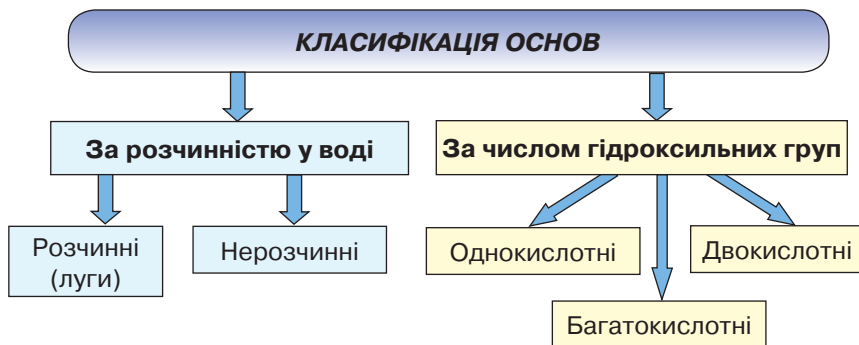 КЛАСИФІКАЦІЯ ОСНОВ
За розчинністю у воді
За числом гідроксильних груп
Розчинні
(луги)
Нерозчинні
Однокислотні
Двокислотні
Багатокислотні